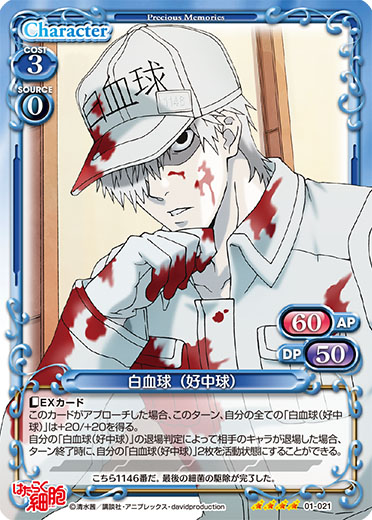 Precious Memories
Character
COST
3
SOURCE
0
白血球
1146
60 AP
DP 50
白血球(好中球)
EXカード
このカードがアプローチした場合、このターン、自分の全ての「白血球(好中
球)」は+20/+20を得る。
自分の「白血球(好中球)」の退場判定によって相手のキャラが退場した場合、
ターン終了時に、自分の「白血球(好中球)」2枚を活動状態にすることができる。
こちら1146番だ。最後の細菌の駆除が完了した。
はたらく
細胞
01-021
©清水茜/講談社・アニプレックス・davidproduction